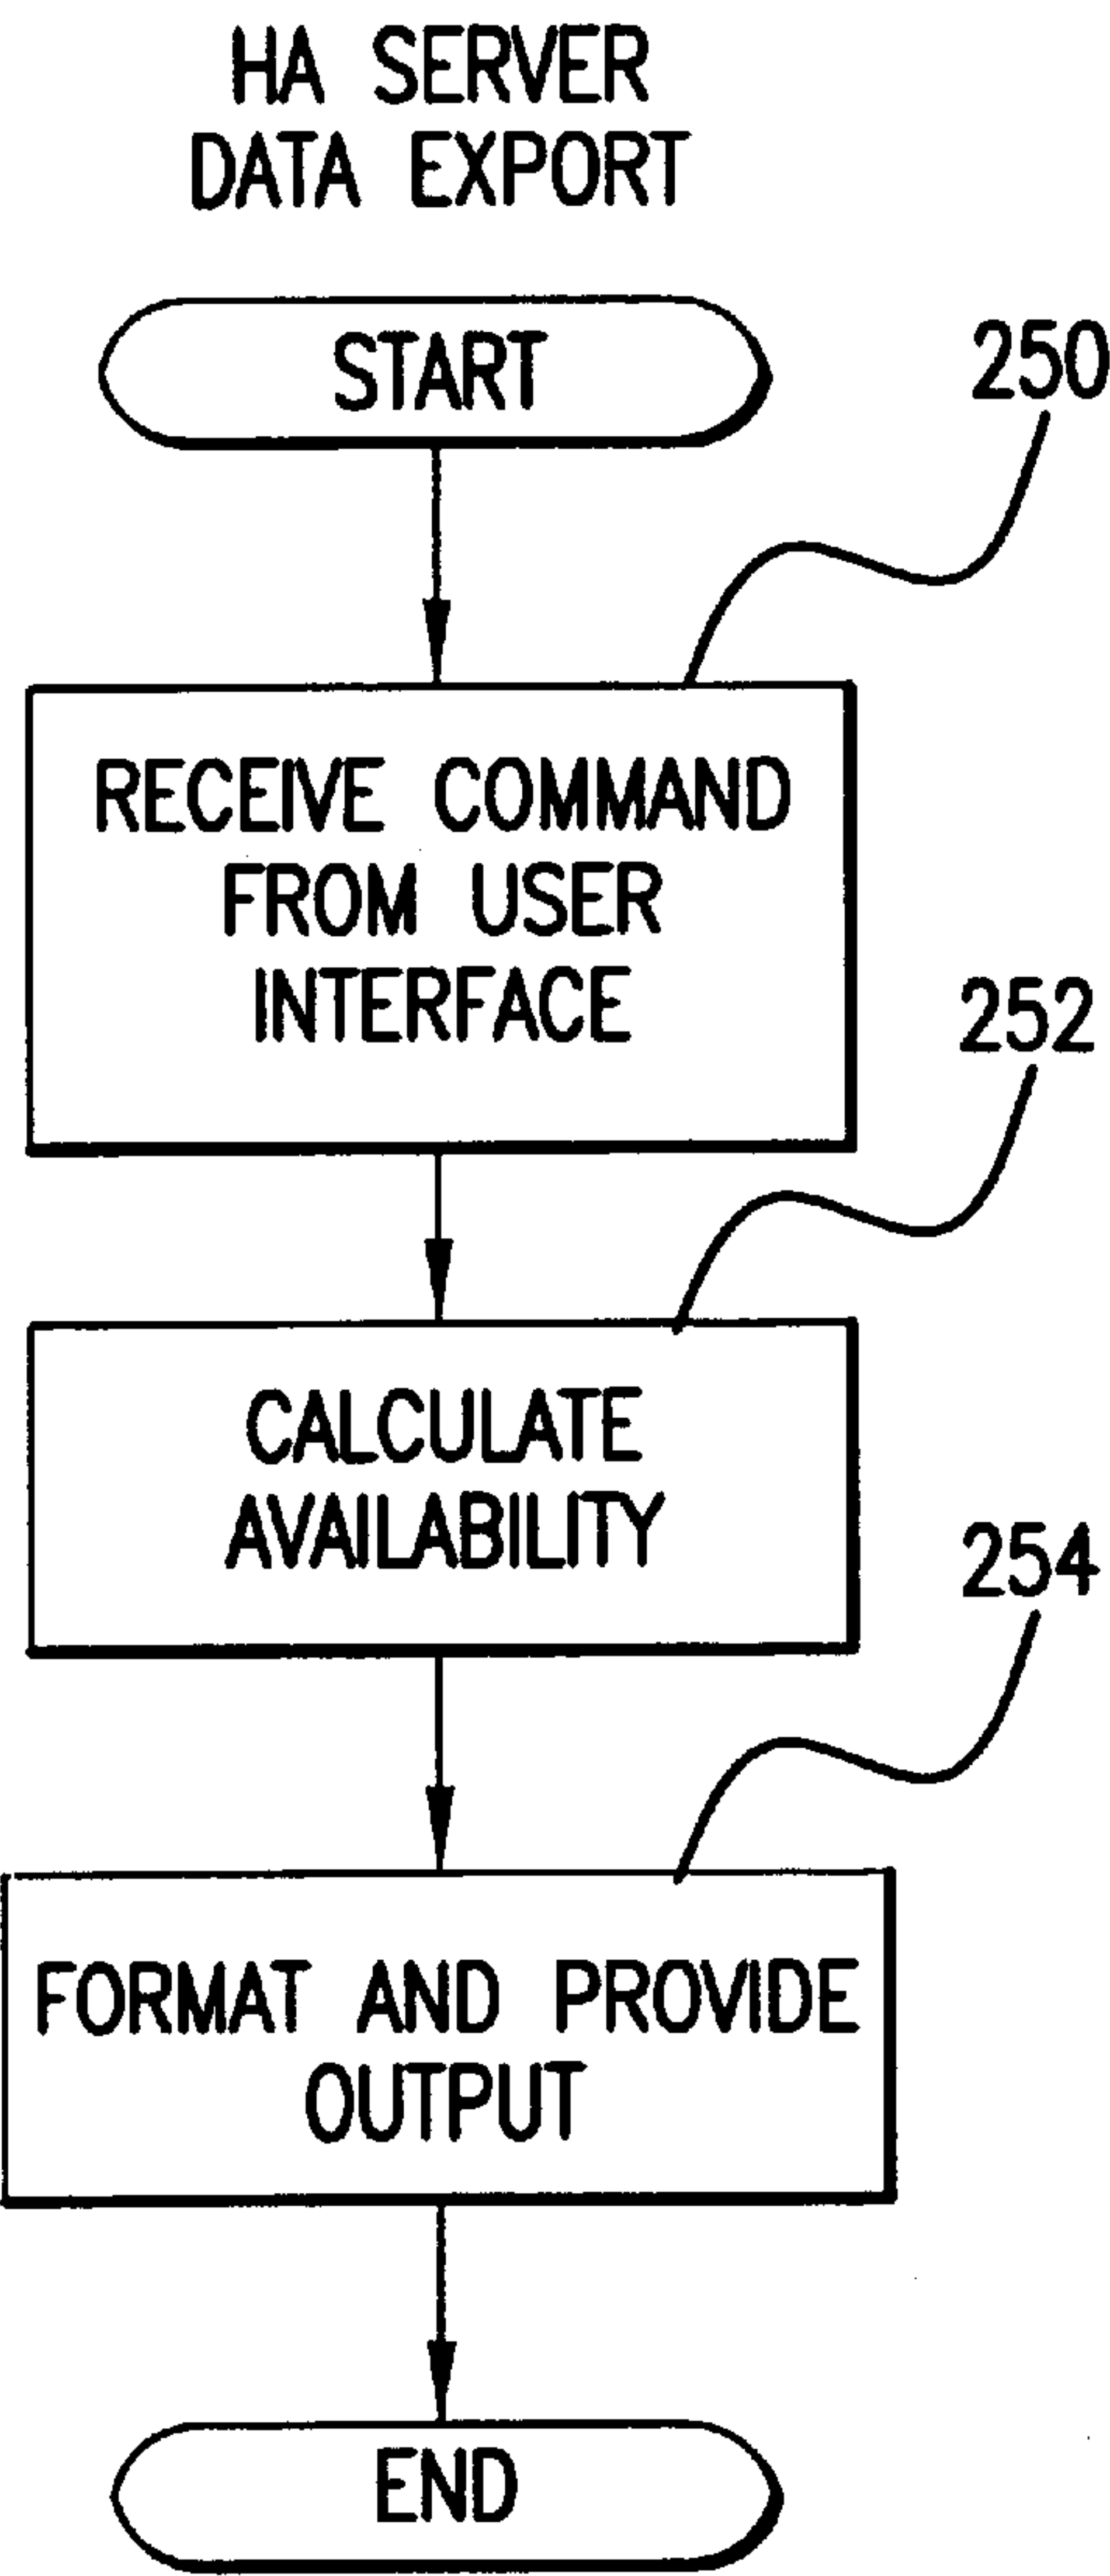 HA SERVER
DATA EXPORT
START
250
RECEIVE COMMAND
FROM USER
INTERFACE
252
CALCULATE
AVAILABILITY
254
FORMAT AND PROVIDE
OUTPUT
END